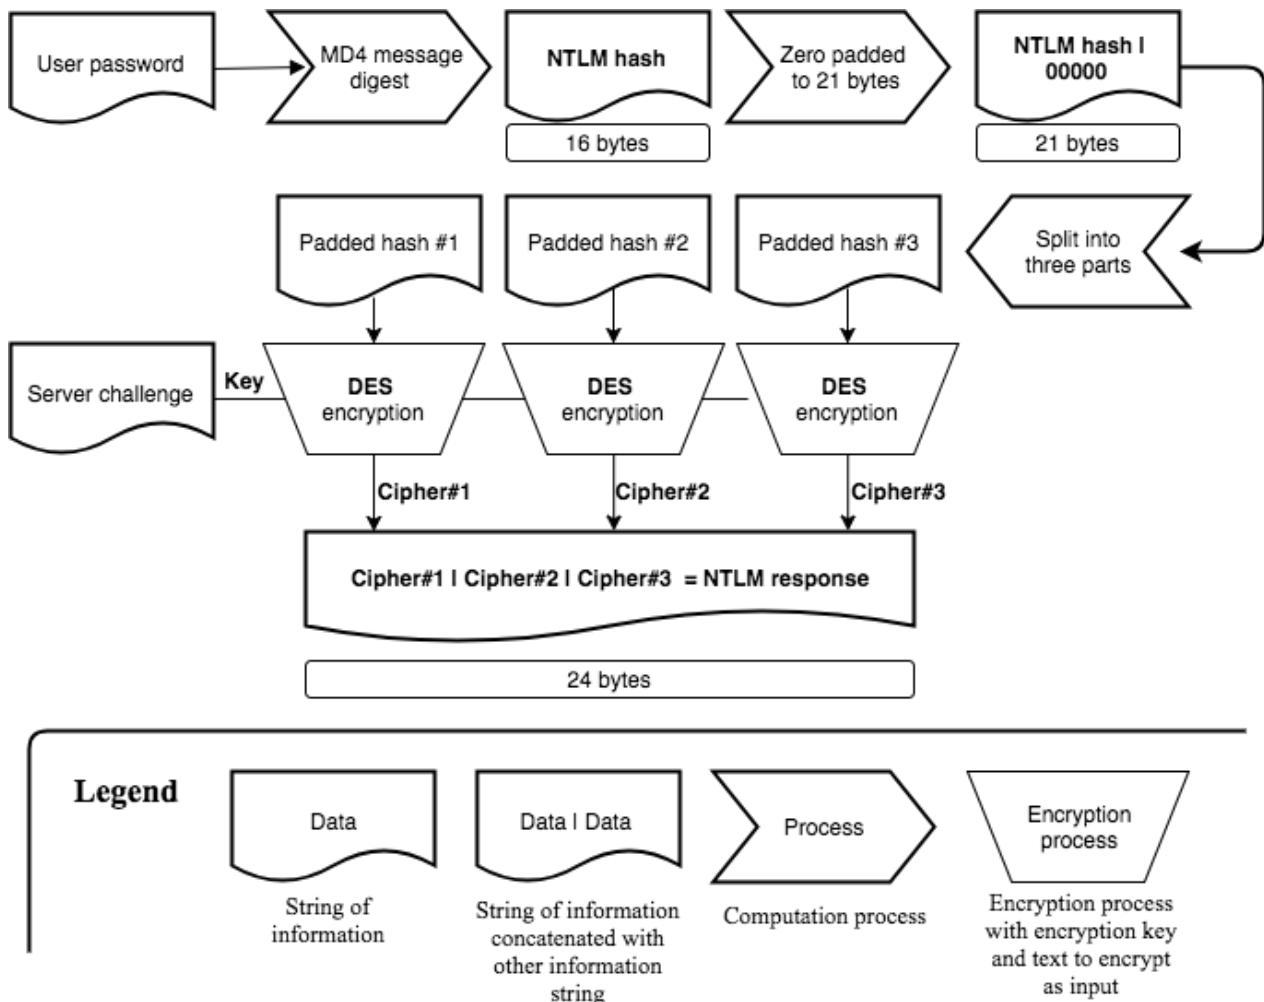 User password
MD4 message
digest
NTLM hash
Zero padded
to 21 bytes
NTLM hash |
00000
16 bytes
21 bytes
Padded hash #1
Padded hash #2
Padded hash #3
Split into
three parts
Server challenge
Key
DES
encryption
DES
encryption
DES
encryption
Cipher#1
Cipher#2
Cipher#3
Cipher#1 | Cipher#2 | Cipher#3 = NTLM response
24 bytes
Legend
Data
Data | Data
Process
Encryption
process
String of
information
String of information
concatenated with
other information
string
Computation process
Encryption process
with encryption key
and text to encrypt
as input